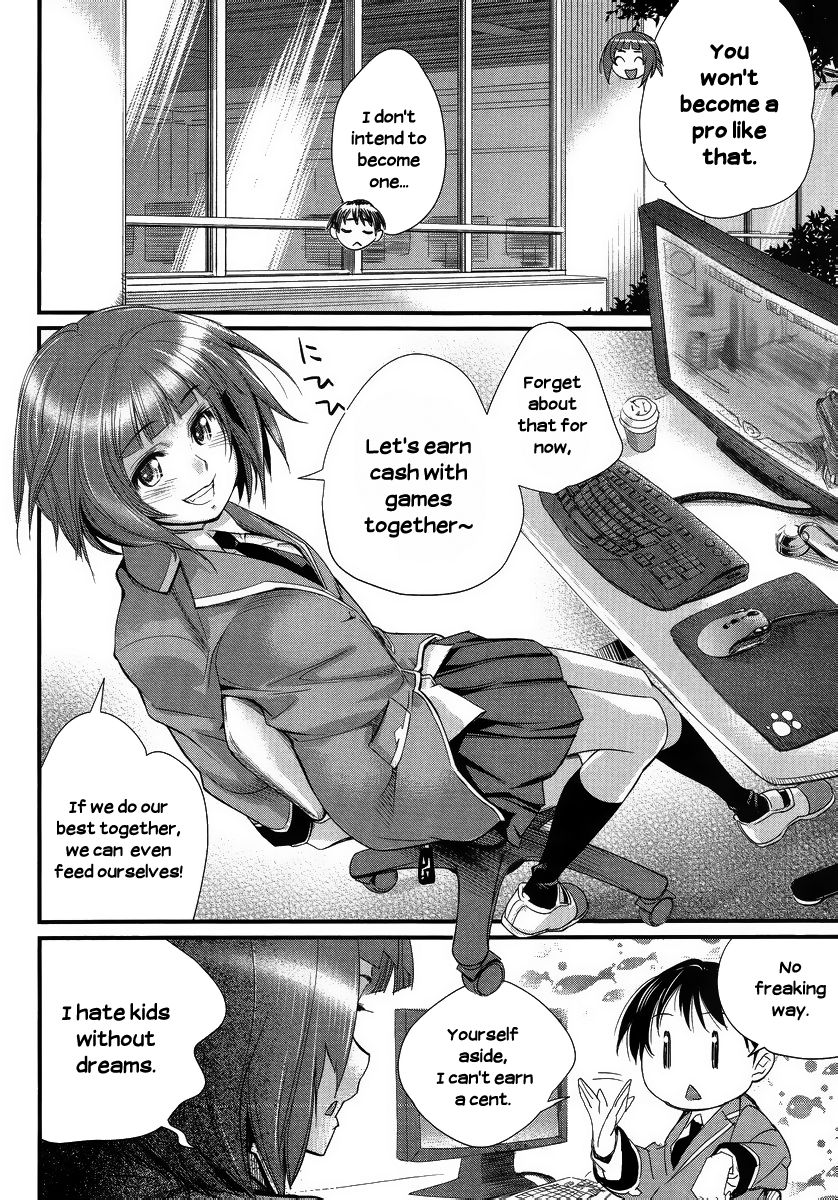 You
won't
become a
pro like
that.
I don't
intend to
become
one...
Forget
about
that for
now,
Let's earn
cash with
games
together~
にひひ
If we do our
best together,
we can even
feed ourselves!
No
freaking
way.
Yourself
aside,
I can't earn
a cent.
I hate kids
without
dreams.